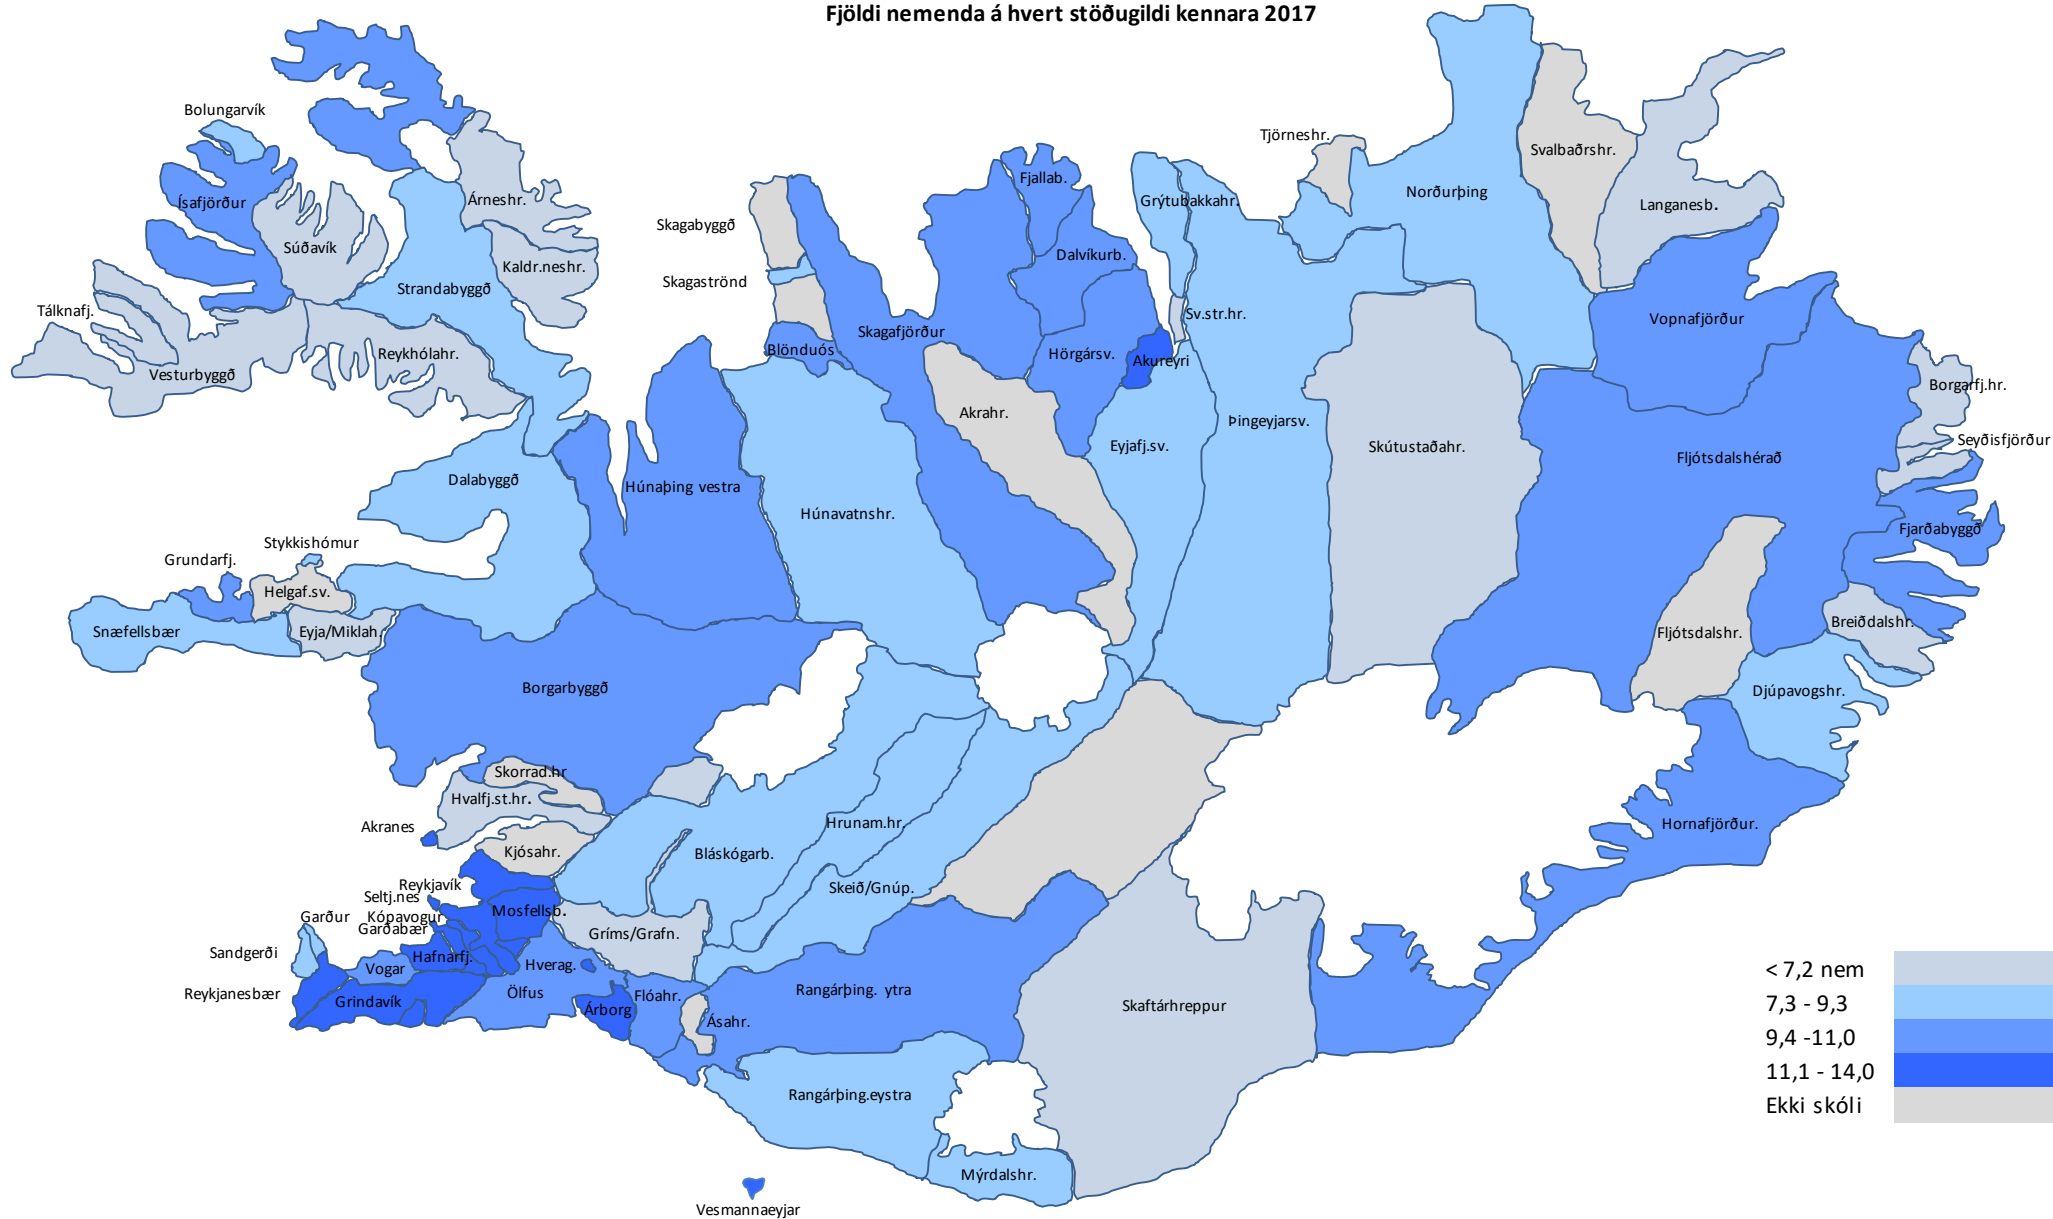 Fjöldi nemenda á hvert stöðugildi kennara 2017
Bolungarvík
Ísafjörður
Súðavík
Árneshr.
Kaldr.neshr.
Strandabyggð
Tálknafj.
Vesturbyggð
Reykhólahr.
Skagabyggð
Skagaströnd
Blönduós
Skagafjörður
Fjallab.
Dalvíkurb.
Hörgársv.
Akureyri
Grýtubakkahr.
Sv.str.hr.
Tjörneshr.
Norðurþing
Svalbaðrshr.
Langanesb.
Vopnafjörður
Borgarfj.hr.
Seyðisfjörður
Fljótsdalshérað
Fjarðabyggð
Akrahr.
Eyjafj.sv.
Þingeyjarsv.
Skútustaðahr.
Húnaþing vestra
Húnavatnshr.
Dalabyggð
Stykkishómur
Grundarfj.
Helgaf.sv.
Snæfellsbær
Eyja/Miklah.
Borgarbyggð
Fljótsdalshr.
Breiðdalshr.
Djúpavogshr.
Hornafjörður.
Skorrad.hr
Hvalfj.st.hr.
Akranes
Kjósahr.
Bláskógarb.
Hrunam.hr.
Skeið/Gnúp.
Reykjavík
Seltj.nes
Mosfellsb.
Kópavogur
Garðabær
Garður
Sandgerði
Hafnarfj.
Vogar
Reykjanesbær
Grindavík
Gríms/Grafn.
Hverag.
Ölfus
Árborg
Flóahr.
Ásahr.
Rangárþing. ytra
Skaftárhreppur
Rangárþing.eystra
Mýrdalshr.
Vesmannaeyjar
< 7,2 nem
7,3 - 9,3
9,4 -11,0
11,1 - 14,0
Ekki skóli